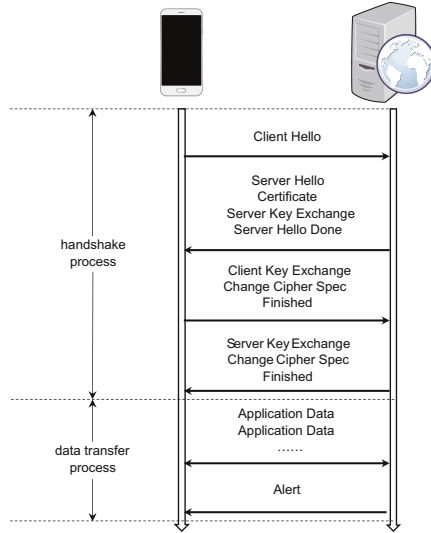 Client Hello
Server Hello
Certificate
Server Key Exchange
Server Hello Done
handshake
process
Client Key Exchange
Change Cipher Spec
Finished
Server Key Exchange
Change Cipher Spec
Finished
Application Data
Application Data
……
data transfer
process
Alert